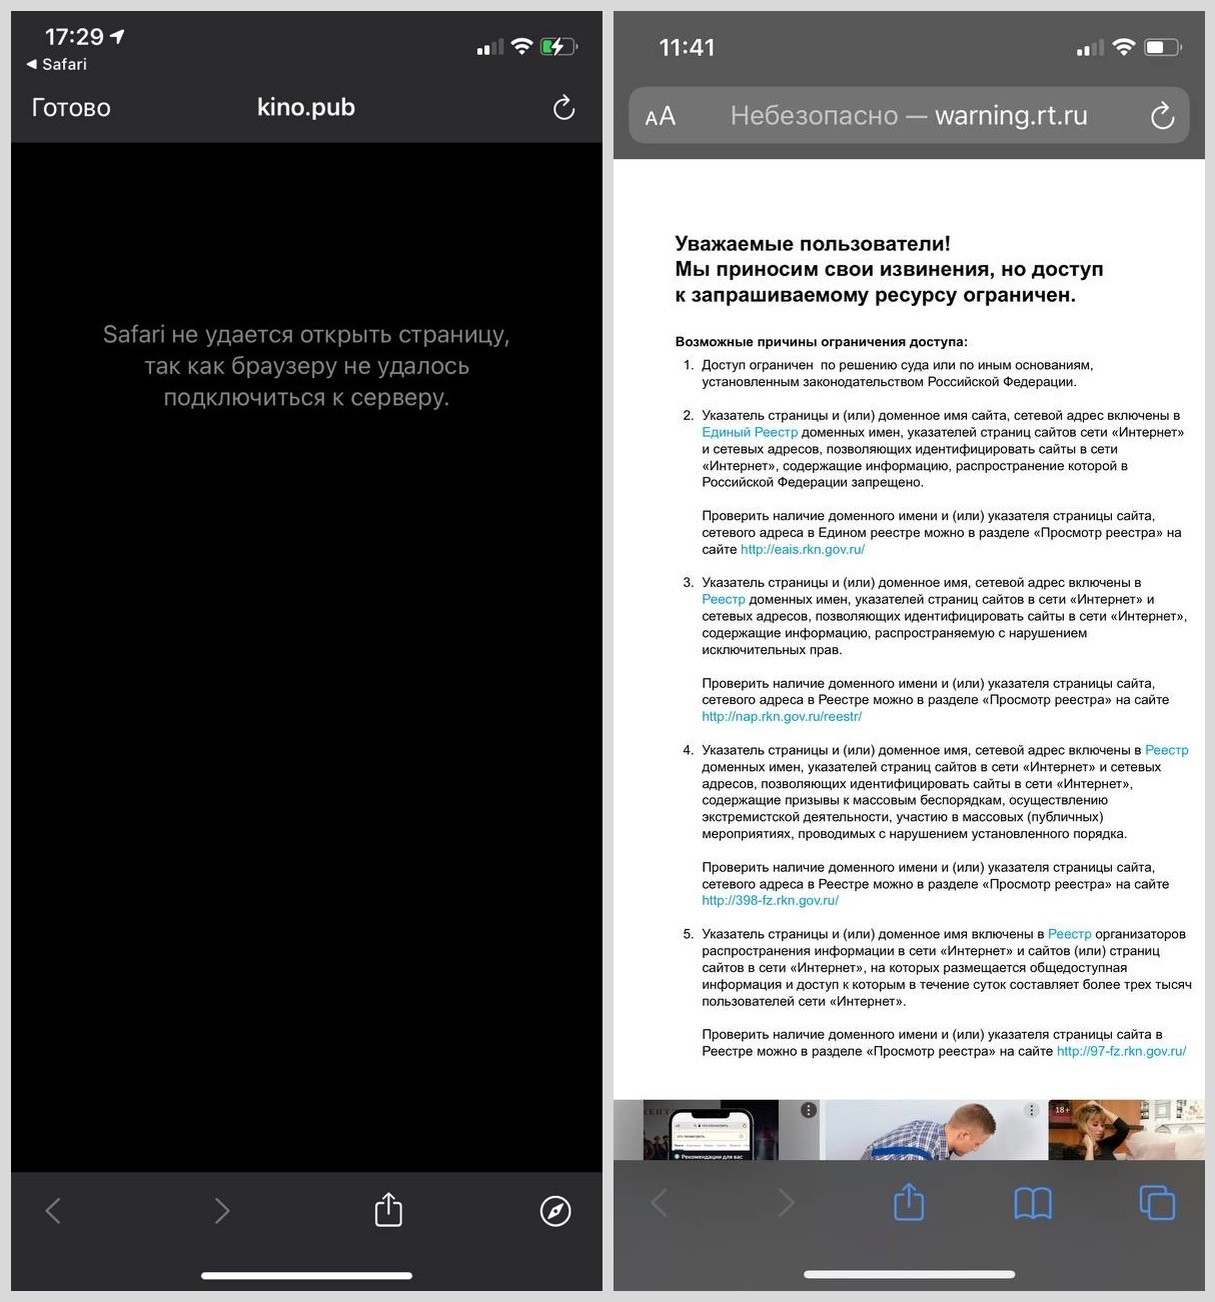 17:29
◀ Safari
Готово
kino.pub
Safari не удается открыть страницу,
так как браузеру не удалось
подключиться к серверу.
11:41
AA
Небезопасно — warning.rt.ru
Уважаемые пользователи!
Мы приносим свои извинения, но доступ
к запрашиваемому ресурсу ограничен.
Возможные причины ограничения доступа:
1. Доступ ограничен по решению суда или по иным основаниям,
установленным законодательством Российской Федерации.
2. Указатель страницы и (или) доменное имя сайта, сетевой адрес включены в
Единый Реестр доменных имен, указателей страниц сайтов сети «Интернет»
и сетевых адресов, позволяющих идентифицировать сайты в сети
«Интернет», содержащие информацию, распространение которой в
Российской Федерации запрещено.
Проверить наличие доменного имени и (или) указателя страницы сайта,
сетевого адреса в Едином реестре можно в разделе «Просмотр реестра» на
сайте http://eais.rkn.gov.ru/
3. Указатель страницы и (или) доменное имя, сетевой адрес включены в
Реестр доменных имен, указателей страниц сайтов в сети «Интернет» и
сетевых адресов, позволяющих идентифицировать сайты в сети «Интернет»,
содержащие информацию, распространяемую с нарушением
исключительных прав.
Проверить наличие доменного имени и (или) указателя страницы сайта,
сетевого адреса в Реестре можно в разделе «Просмотр реестра» на сайте
http://nap.rkn.gov.ru/reestr/
4. Указатель страницы и (или) доменное имя, сетевой адрес включены в Реестр
доменных имен, указателей страниц сайтов в сети «Интернет» и сетевых
адресов, позволяющих идентифицировать сайты в сети «Интернет»,
содержащие призывы к массовым беспорядкам, осуществлению
экстремистской деятельности, участию в массовых (публичных)
мероприятиях, проводимых с нарушением установленного порядка.
Проверить наличие доменного имени и (или) указателя страницы сайта,
сетевого адреса в Реестре можно в разделе «Просмотр реестра» на сайте
http://398-fz.rkn.gov.ru/
5. Указатель страницы и (или) доменное имя включены в Реестр организаторов
распространения информации в сети «Интернет» и сайтов (или) страниц
сайтов в сети «Интернет», на которых размещается общедоступная
информация и доступ к которым в течение суток составляет более трех тысяч
пользователей сети «Интернет».
Проверить наличие доменного имени и (или) указателя страницы сайта в
Реестре можно в разделе «Просмотр реестра» на сайте http://97-fz.rkn.gov.ru/
Рекомендации для вас
18+